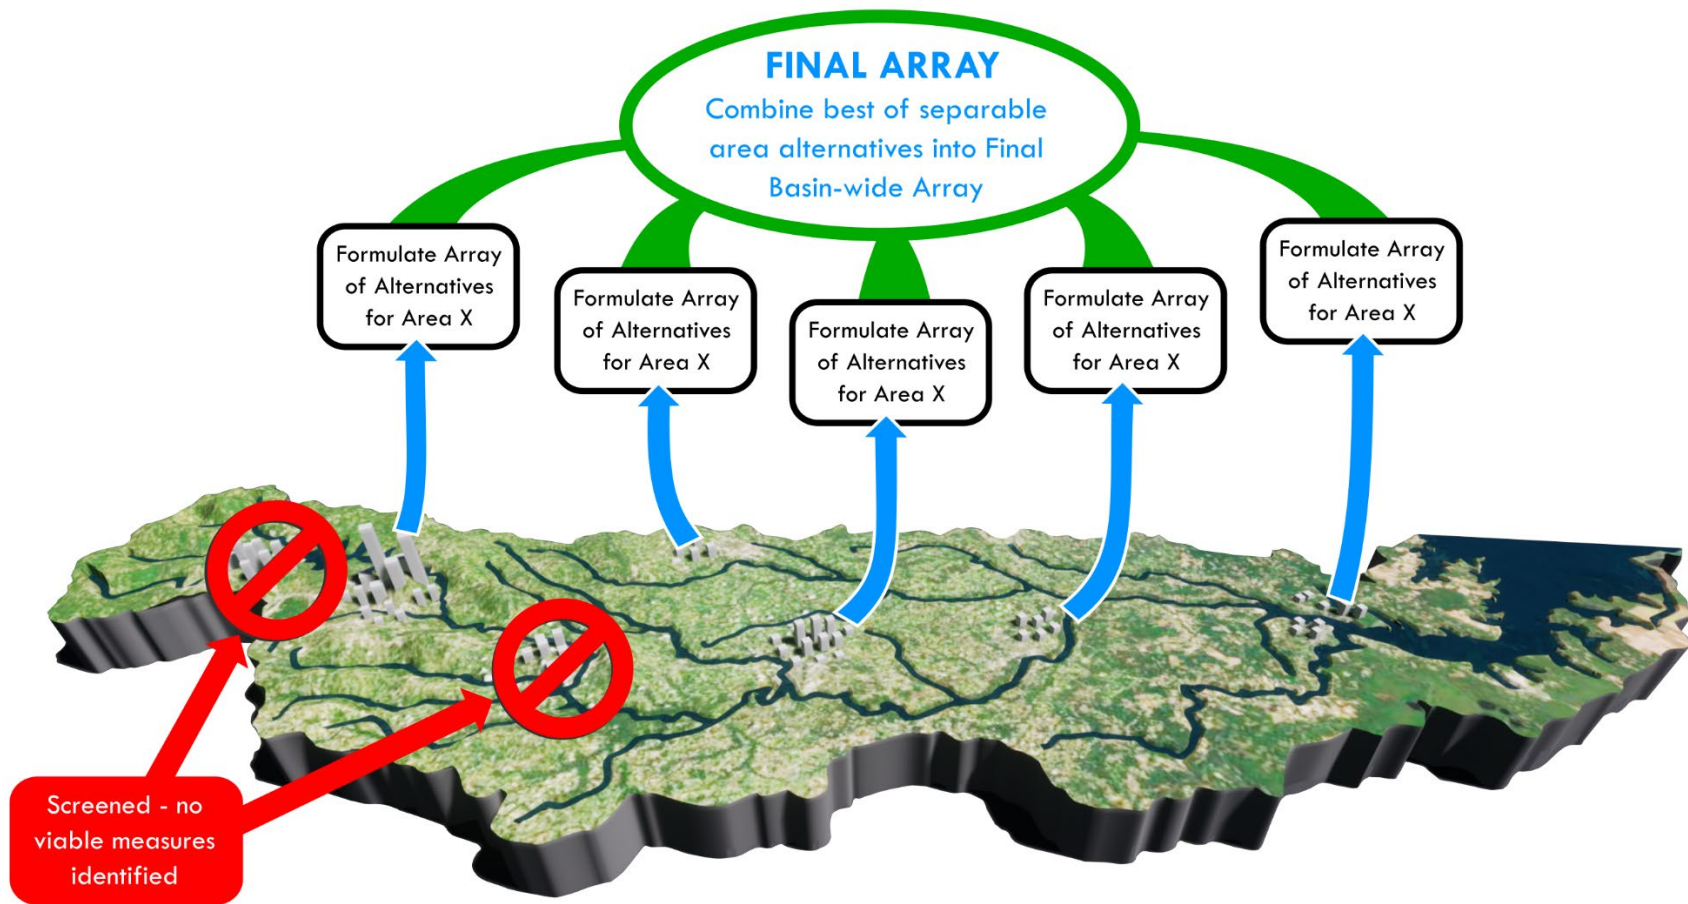 FINAL ARRAY
Combine best of separable
area alternatives into Final
Basin-wide Array
Formulate Array
of Alternatives
for Area X
Formulate Array
of Alternatives
for Area X
Formulate Array
of Alternatives
for Area X
Formulate Array
of Alternatives
for Area X
Formulate Array
of Alternatives
for Area X
Screened - no
viable measures
identified